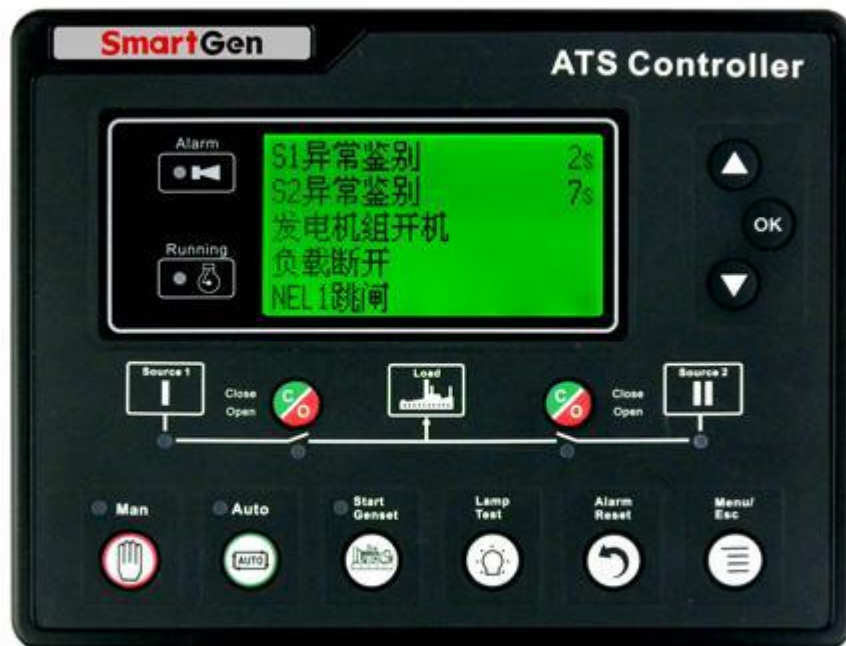 SmartGen
ATS Controller
Alarm
S1异常鉴别 2s
S2异常鉴别 7s
发电机组开机
OK
Running
负载断开
NEL1跳闸
Source 1
I
Close
Open
C/O
Load
C/O
Close
Open
Source 2
II
Man
Auto
Start
Genset
Lamp
Test
Alarm
Reset
Menu/
Esc
AUTO